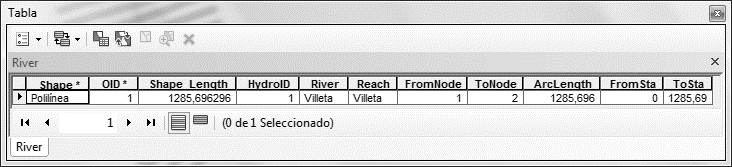 Tabla
River
Shape * OID * Shape_Length HydroID River Reach FromNode ToNode ArcLength FromSta ToSta
Polilínea 1 1285,696296 1 Villeta Villeta 1 2 1285,696 0 1285,69
1 (0 de 1 Seleccionado)
River